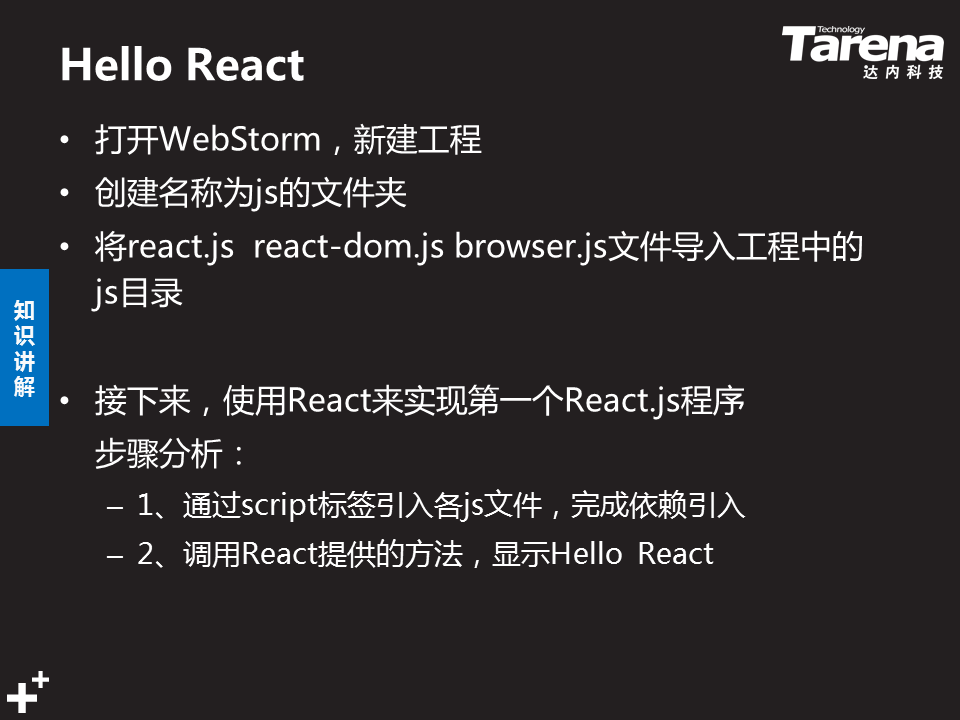 Hello React
Technology
Tarena
达内科技
• 打开WebStorm，新建工程
• 创建名称为js的文件夹
• 将react.js react-dom.js browser.js文件导入工程中的
js目录
知识讲解
• 接下来，使用React来实现第一个React.js程序
步骤分析：
– 1、通过script标签引入各js文件，完成依赖引入
– 2、调用React提供的方法，显示Hello React